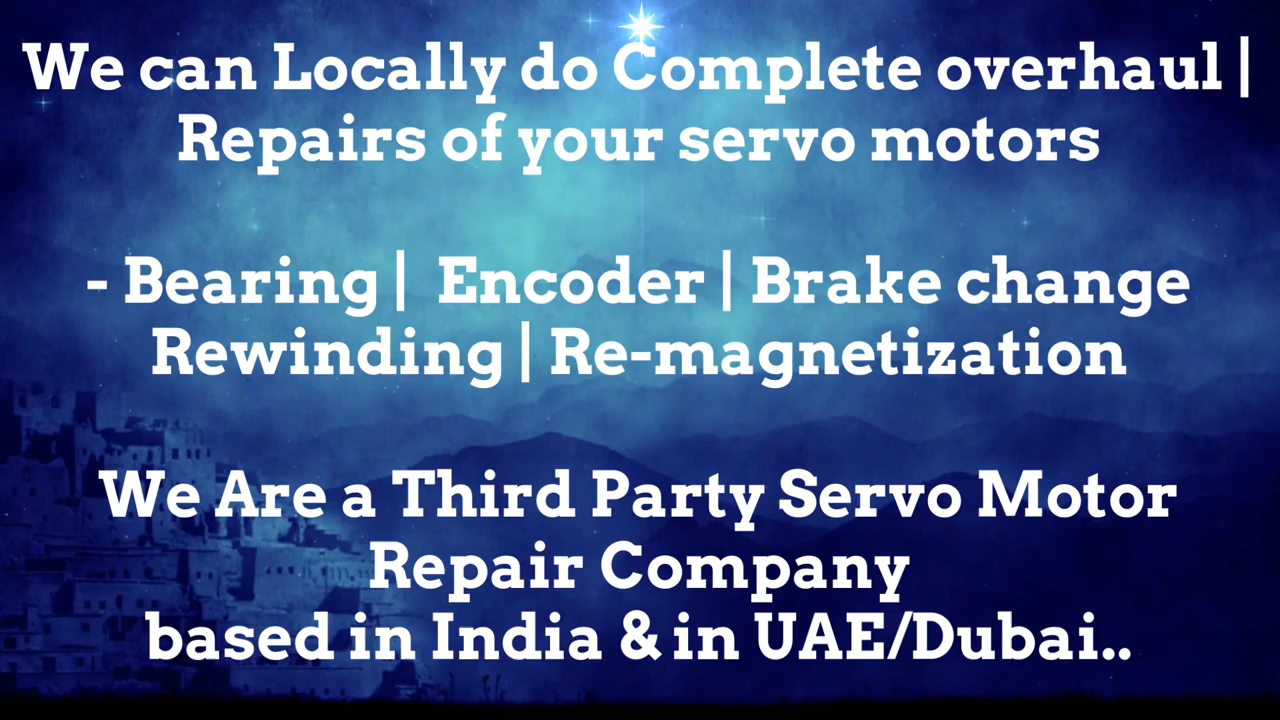 We can Locally do Complete overhaul |
Repairs of your servo motors
- Bearing | Encoder | Brake change
Rewinding | Re-magnetization
We Are a Third Party Servo Motor
Repair Company
based in India & in UAE/Dubai..